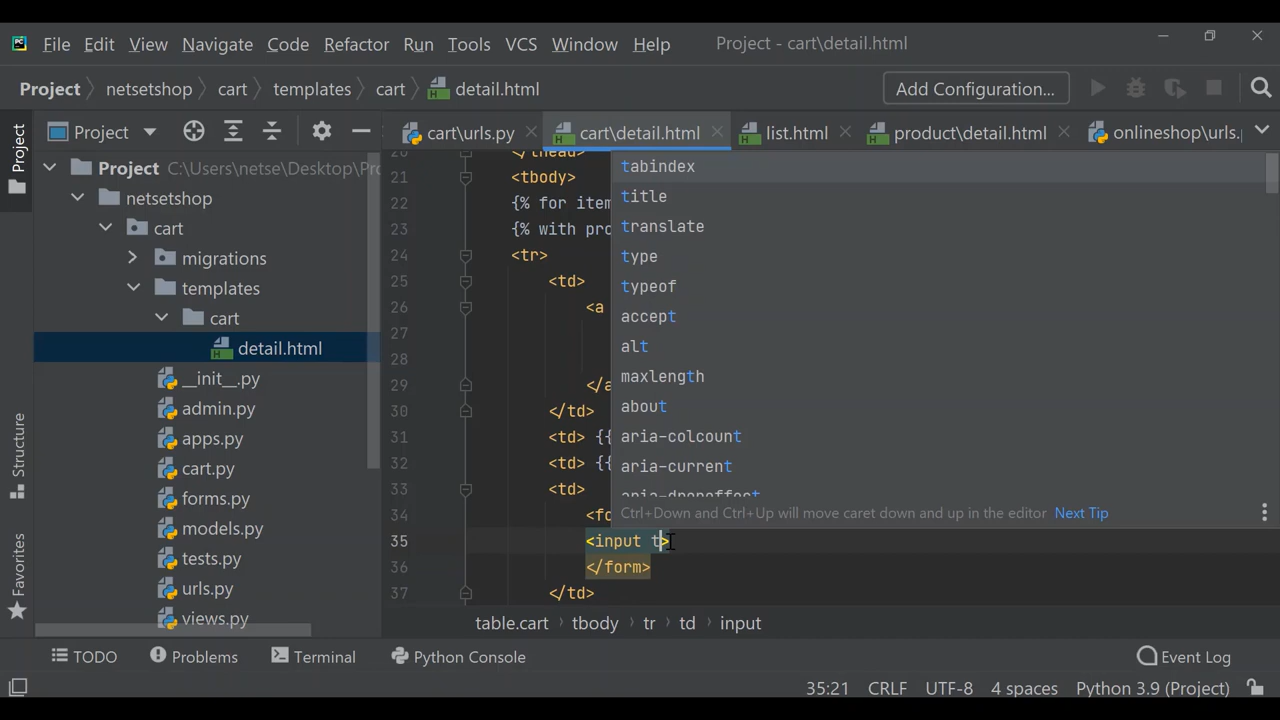 File Edit View Navigate Code Refactor Run Tools VCS Window Help Project - cart\detail.html
Project netsetshop cart templates cart detail.html Add Configuration...
Project
Project
cart\urls.py cart\detail.html list.html product\detail.html onlineshop\urls.
Project C:\Users\netse\Desktop\Pr
netsetshop
cart
migrations
templates
cart
detail.html
__init__.py
admin.py
apps.py
cart.py
forms.py
models.py
tests.py
urls.py
views.py
Structure
Favorites
21 <tbody>
22 {% for item
23 {% with pro
24 <tr>
25 <td>
26 <a
27
28
29 </a
30 </td>
31 <td> {{
32 <td> {{
33 <td>
34 <fo
35 <input t>
36 </form>
37 </td>
tabindex
title
translate
type
typeof
accept
alt
maxlength
about
aria-colcount
aria-current
aria-dropeffect
Ctrl+Down and Ctrl+Up will move caret down and up in the editor Next Tip
table.cart tbody tr td input
TODO Problems Terminal Python Console Event Log
35:21 CRLF UTF-8 4 spaces Python 3.9 (Project)